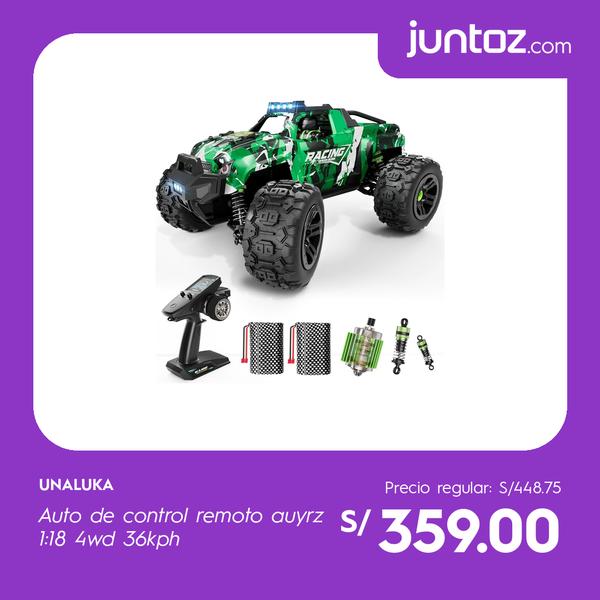 juntoz.com
RACING
UNALUKA
Auto de control remoto auyrz
1:18 4wd 36kph
Precio regular: S/448.75
S/ 359.00